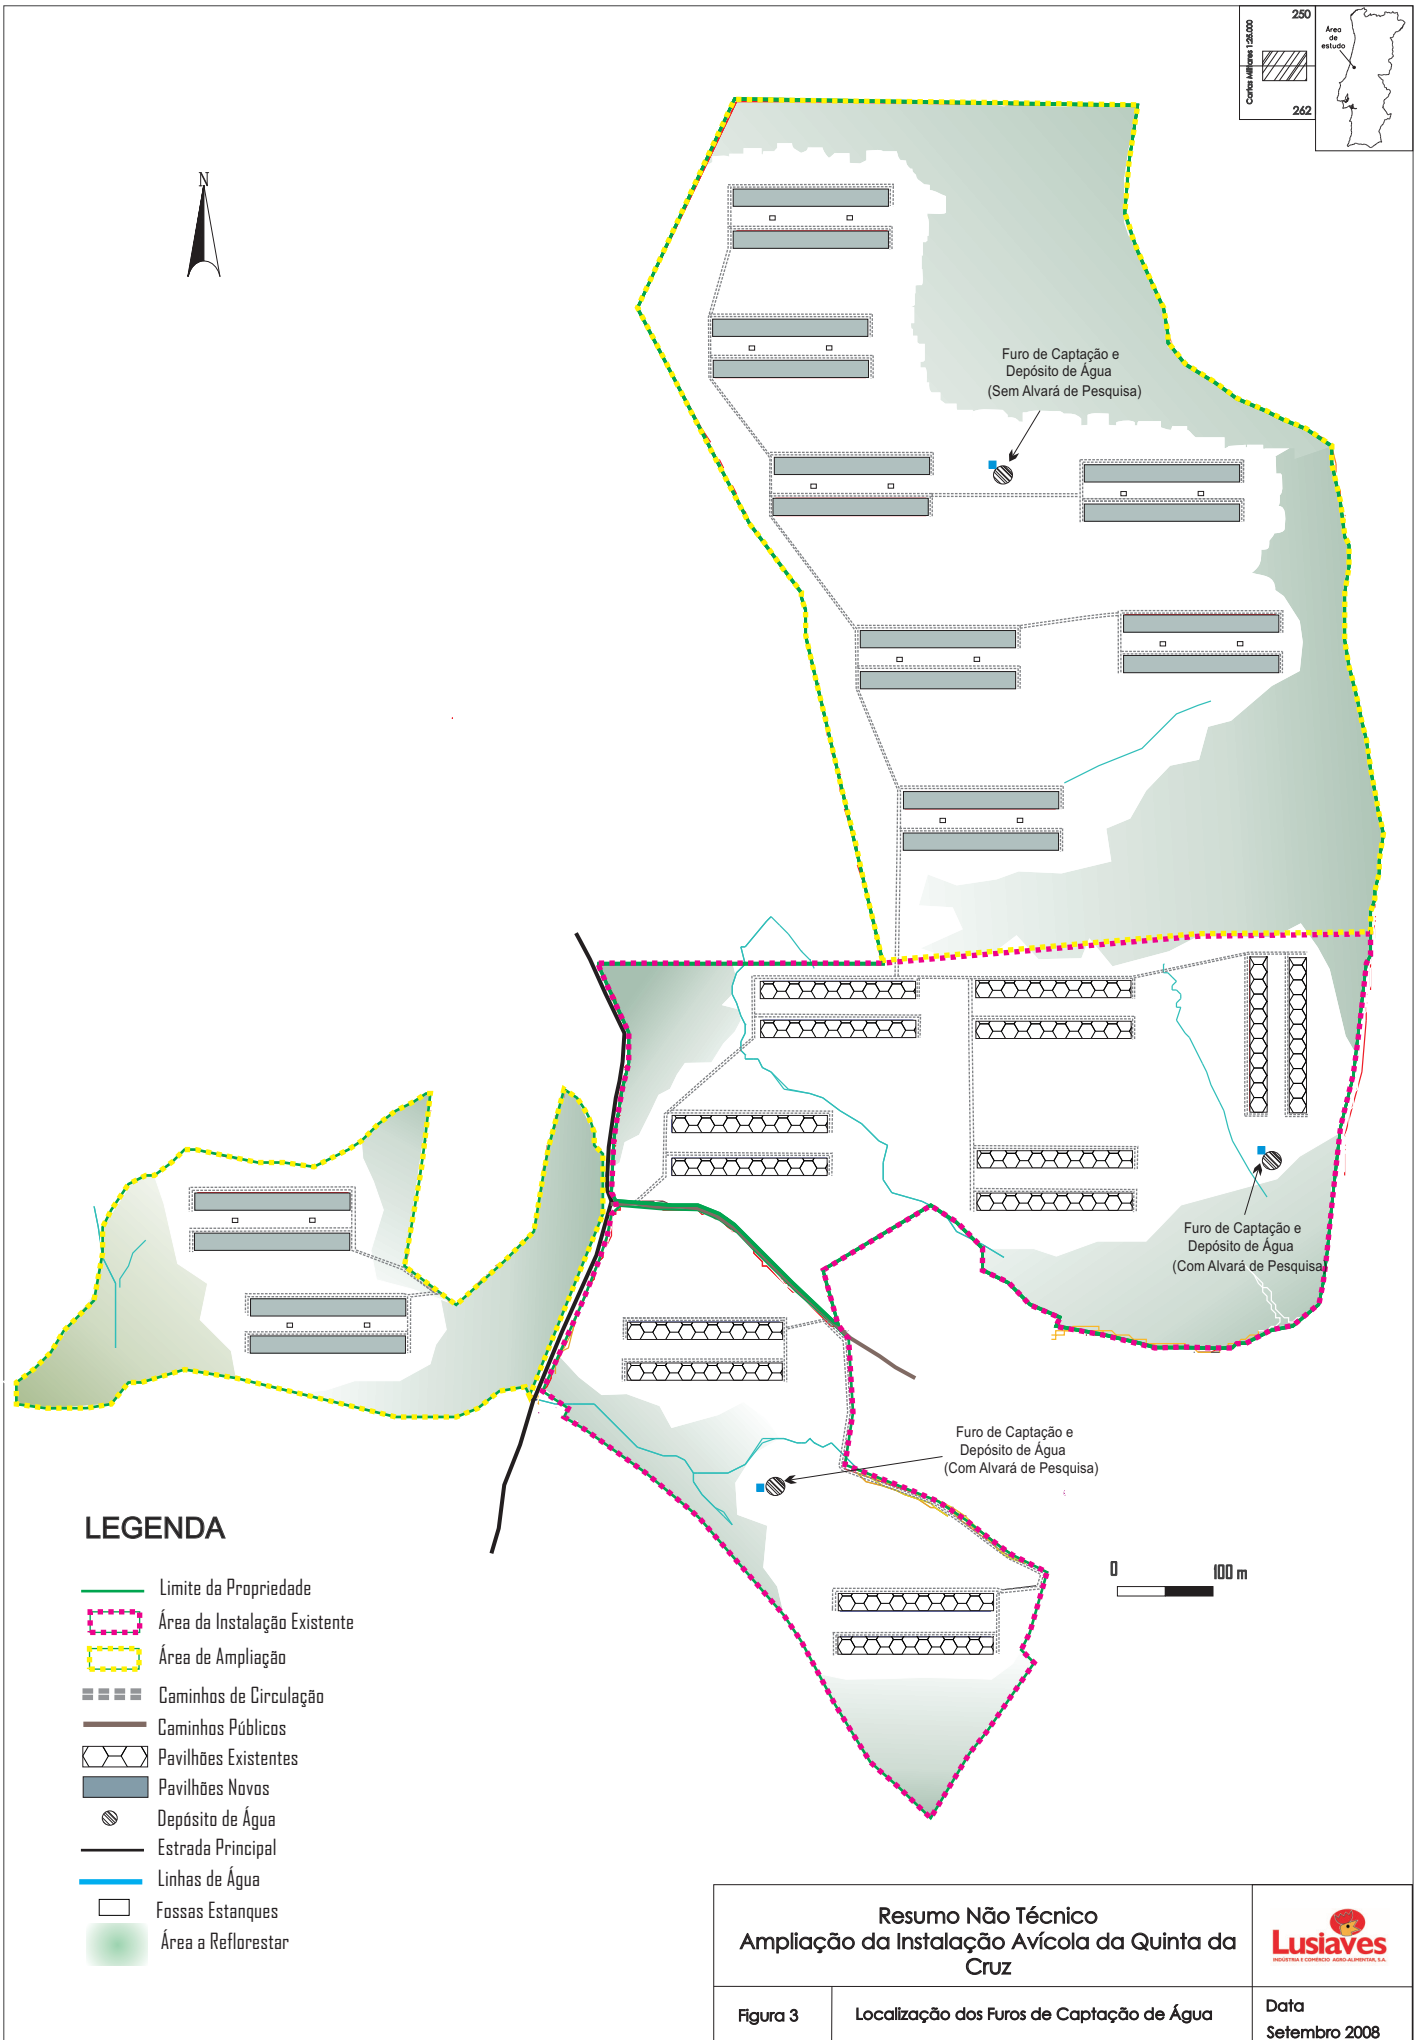 250
Área
de
estudo
Cartas Militares 1:25.000
262
N
Furo de Captação e
Depósito de Água
(Sem Alvará de Pesquisa)
Furo de Captação e
Depósito de Água
(Com Alvará de Pesquisa
Furo de Captação e
Depósito de Água
(Com Alvará de Pesquisa)
0 100 m
LEGENDA
Limite da Propriedade
Área da Instalação Existente
Área de Ampliação
Caminhos de Circulação
Caminhos Públicos
Pavilhões Existentes
Pavilhões Novos
Depósito de Água
Estrada Principal
Linhas de Água
Fossas Estanques
Área a Reflorestar
Resumo Não Técnico
Ampliação da Instalação Avícola da Quinta da
Cruz
Lusiaves
INDÚSTRIA E COMÉRCIO AGRO-ALIMENTAR, S.A.
Figura 3
Localização dos Furos de Captação de Água
Data
Setembro 2008